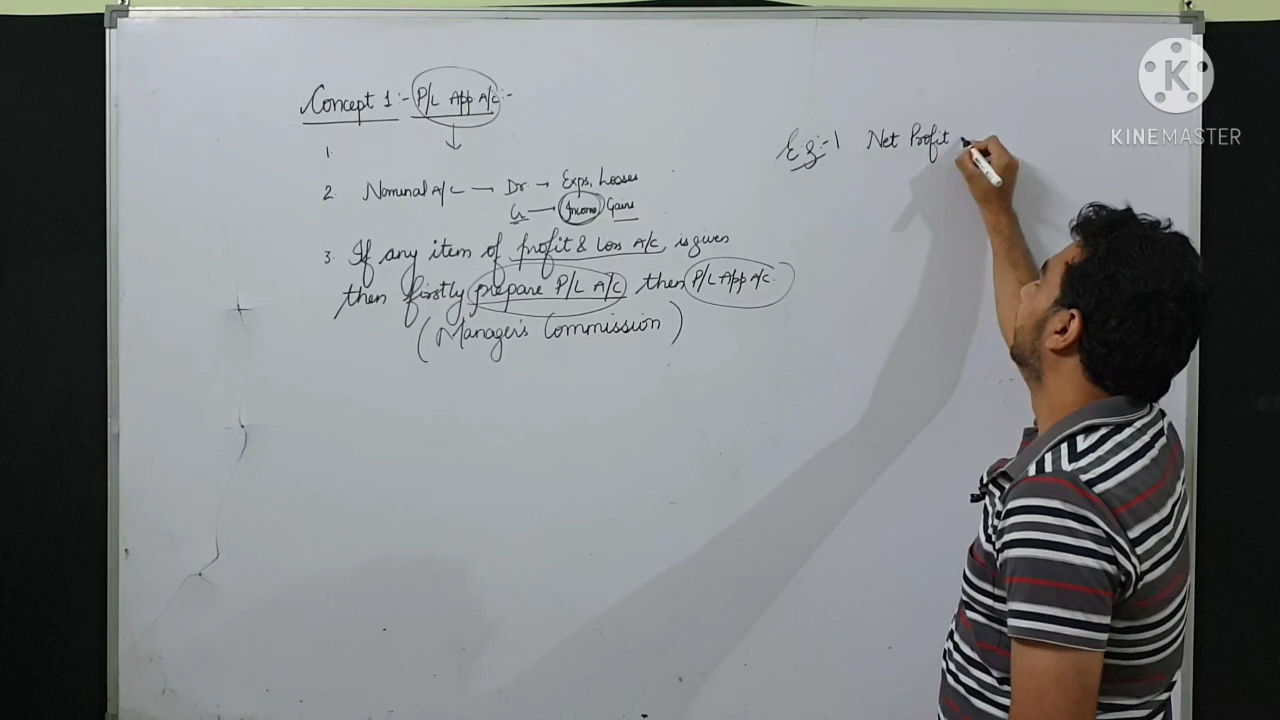 Concept 1:- P/L App A/c:-
1.
2. Nominal A/c → Dr. → Exps, Losses
Cr → Income, Gains
3. If any item of profit & Loss A/c, is given
then firstly prepare P/L A/c then P/L App A/c.
(Manager's Commission)
E.g:-1 Net Profit
K
KINEMASTER